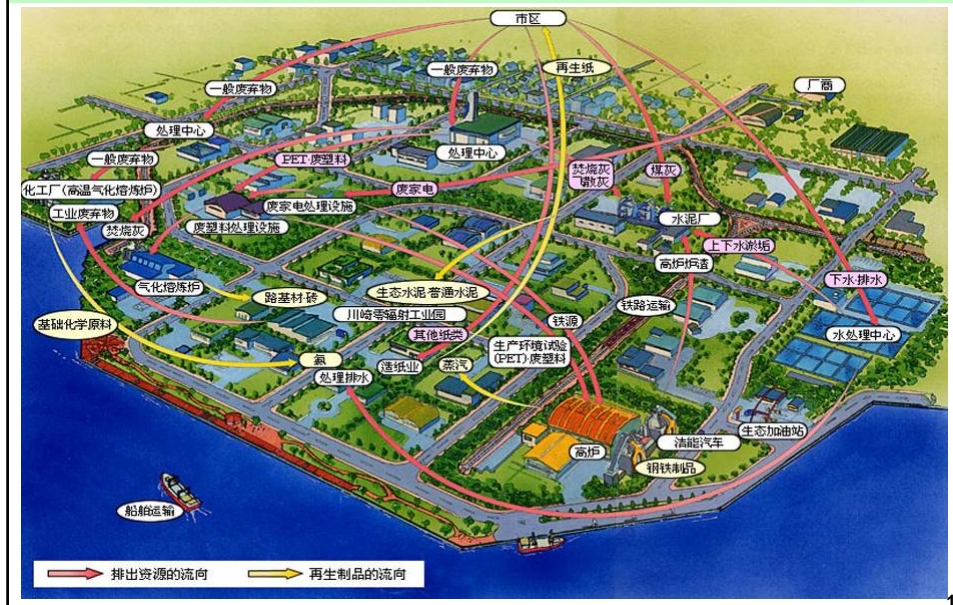 市区
一般废弃物
再生纸
一般废弃物
厂商
处理中心
处理中心
一般废弃物
PET·废塑料
焚烧灰
煤灰
废家电
化工厂(高温气化熔炼炉)
废家电处理设施
水泥厂
工业废弃物
废塑料处理设施
焚烧灰
上下水淤垢
高炉炉渣
下水·排水
气化熔炼炉
路基材·砖
生态水泥·普通水泥
铁路运输
川崎零辐射工业园
铁源
基础化学原料
其他纸类
水处理中心
生产环境试验
(PET)·废塑料
造纸业
蒸汽
处理排水
生态加油站
洁能汽车
高炉
钢铁制品
船舶运输
排出资源的流向
再生制品的流向
1